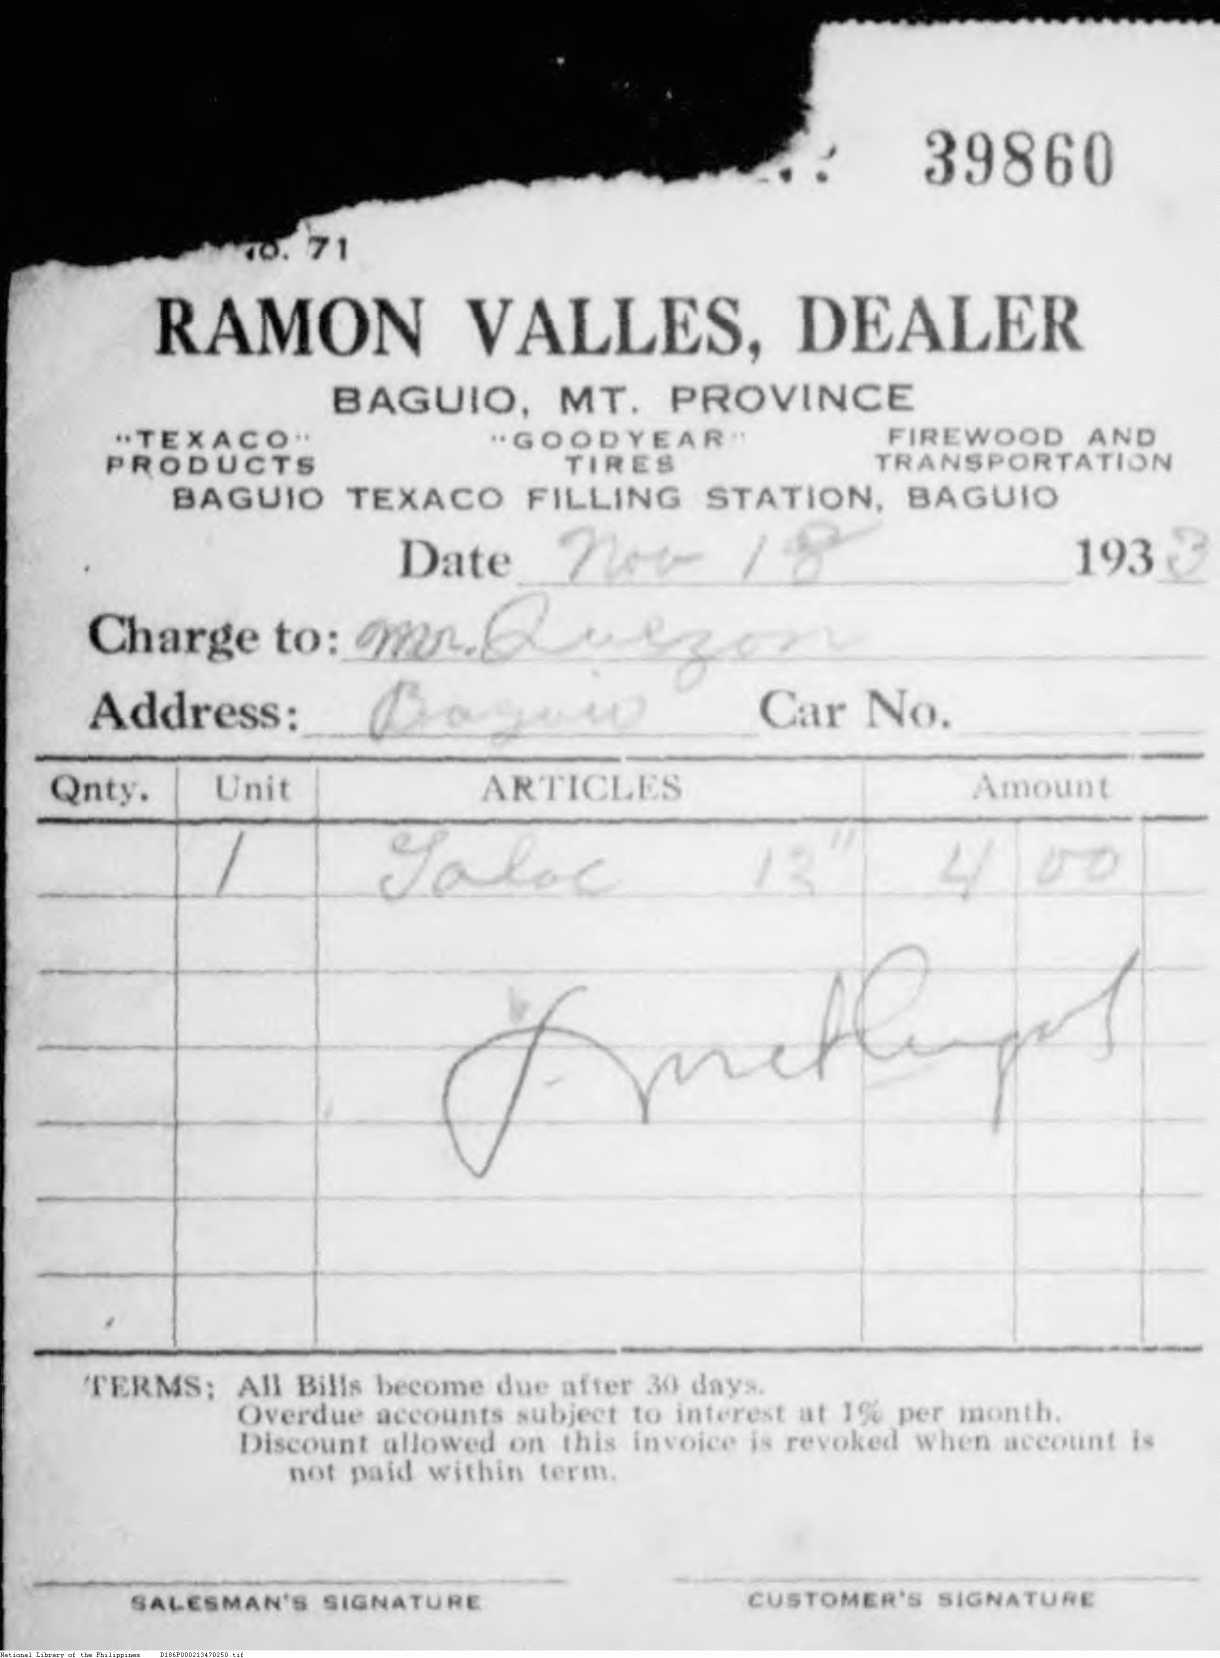 39860
No. 71
RAMON VALLES, DEALER
BAGUIO, MT. PROVINCE
"TEXACO" "GOODYEAR" FIREWOOD AND
PRODUCTS TIRES TRANSPORTATION
BAGUIO TEXACO FILLING STATION, BAGUIO
Date Nov 18 1933
Charge to: Mr. Quezon
Address: Baguio Car No.
Qnty. Unit ARTICLES Amount
1 12" 4 00
TERMS: All Bills become due after 30 days.
Overdue accounts subject to interest at 1% per month.
Discount allowed on this invoice is revoked when account is
not paid within term.
SALESMAN'S SIGNATURE CUSTOMER'S SIGNATURE
National Library of the Philippines D186P000213470250.tif